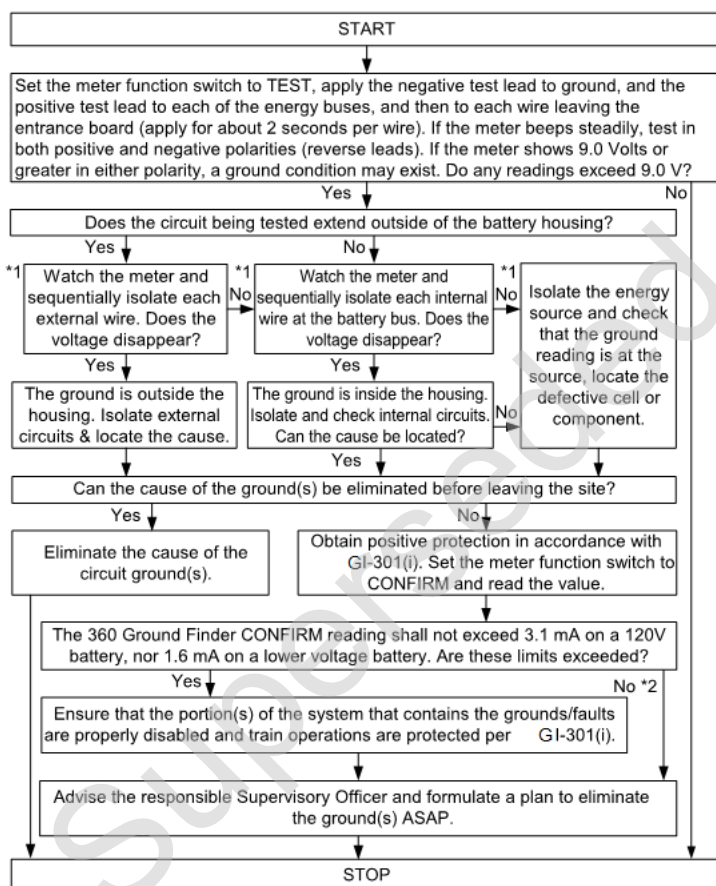 START
Set the meter function switch to TEST, apply the negative test lead to ground, and the
positive test lead to each of the energy buses, and then to each wire leaving the
entrance board (apply for about 2 seconds per wire). If the meter beeps steadily, test in
both positive and negative polarities (reverse leads). If the meter shows 9.0 Volts or
greater in either polarity, a ground condition may exist. Do any readings exceed 9.0 V?
Yes
No
Does the circuit being tested extend outside of the battery housing?
Yes
No
*1
Watch the meter and
sequentially isolate each
external wire. Does the
voltage disappear?
No
*1
Watch the meter and
sequentially isolate each internal
wire at the battery bus. Does the
voltage disappear?
No
*1
Isolate the energy
source and check
that the ground
reading is at the
source, locate the
defective cell or
component.
Yes
Yes
The ground is outside the
housing. Isolate external
circuits & locate the cause.
The ground is inside the housing.
Isolate and check internal circuits.
Can the cause be located?
No
Yes
Can the cause of the ground(s) be eliminated before leaving the site?
Yes
No
Eliminate the cause of the
circuit ground(s).
Obtain positive protection in accordance with
GI-301(i). Set the meter function switch to
CONFIRM and read the value.
The 360 Ground Finder CONFIRM reading shall not exceed 3.1 mA on a 120V
battery, nor 1.6 mA on a lower voltage battery. Are these limits exceeded?
Yes
No *2
Ensure that the portion(s) of the system that contains the grounds/faults
are properly disabled and train operations are protected per GI-301(i).
Advise the responsible Supervisory Officer and formulate a plan to eliminate
the ground(s) ASAP.
STOP
Superseded